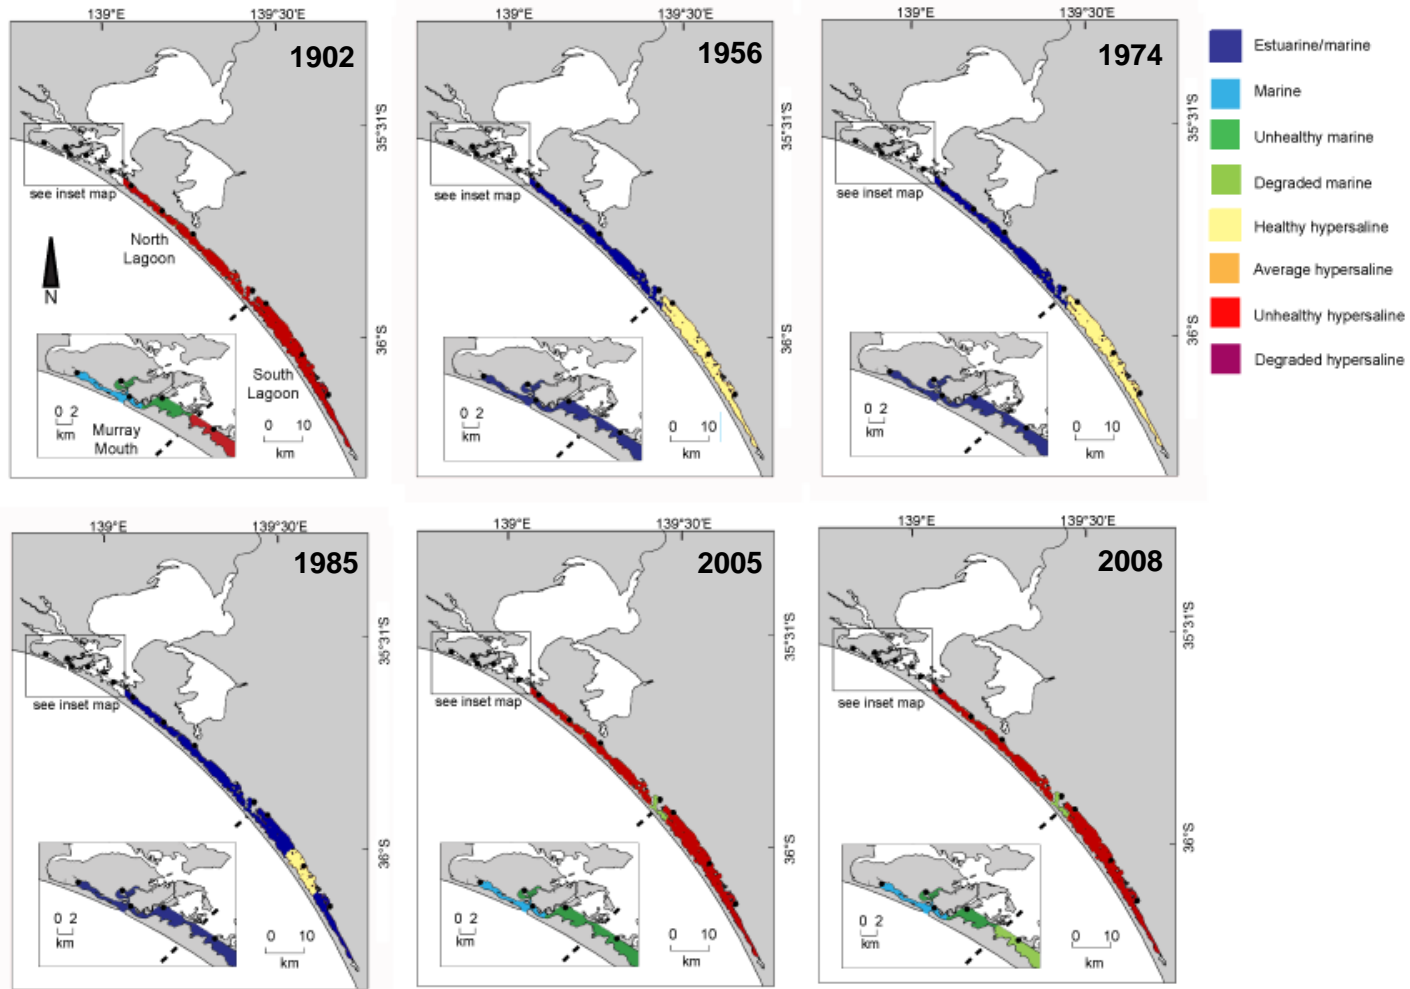 139°E 139°30'E
1902
35°31'S
see inset map
North
Lagoon
N
36°S
South
Lagoon
0 2
km
Murray
Mouth
0 10
km
139°E 139°30'E
1956
35°31'S
see inset map
36°S
0 2
km
0 10
km
139°E 139°30'E
1974
35°31'S
see inset map
36°S
0 2
km
0 10
km
Estuarine/marine
Marine
Unhealthy marine
Degraded marine
Healthy hypersaline
Average hypersaline
Unhealthy hypersaline
Degraded hypersaline
139°E 139°30'E
1985
35°31'S
see inset map
36°S
0 2
km
0 10
km
139°E 139°30'E
2005
35°31'S
see inset map
36°S
0 2
km
0 10
km
139°E 139°30'E
2008
35°31'S
see inset map
36°S
0 2
km
0 10
km